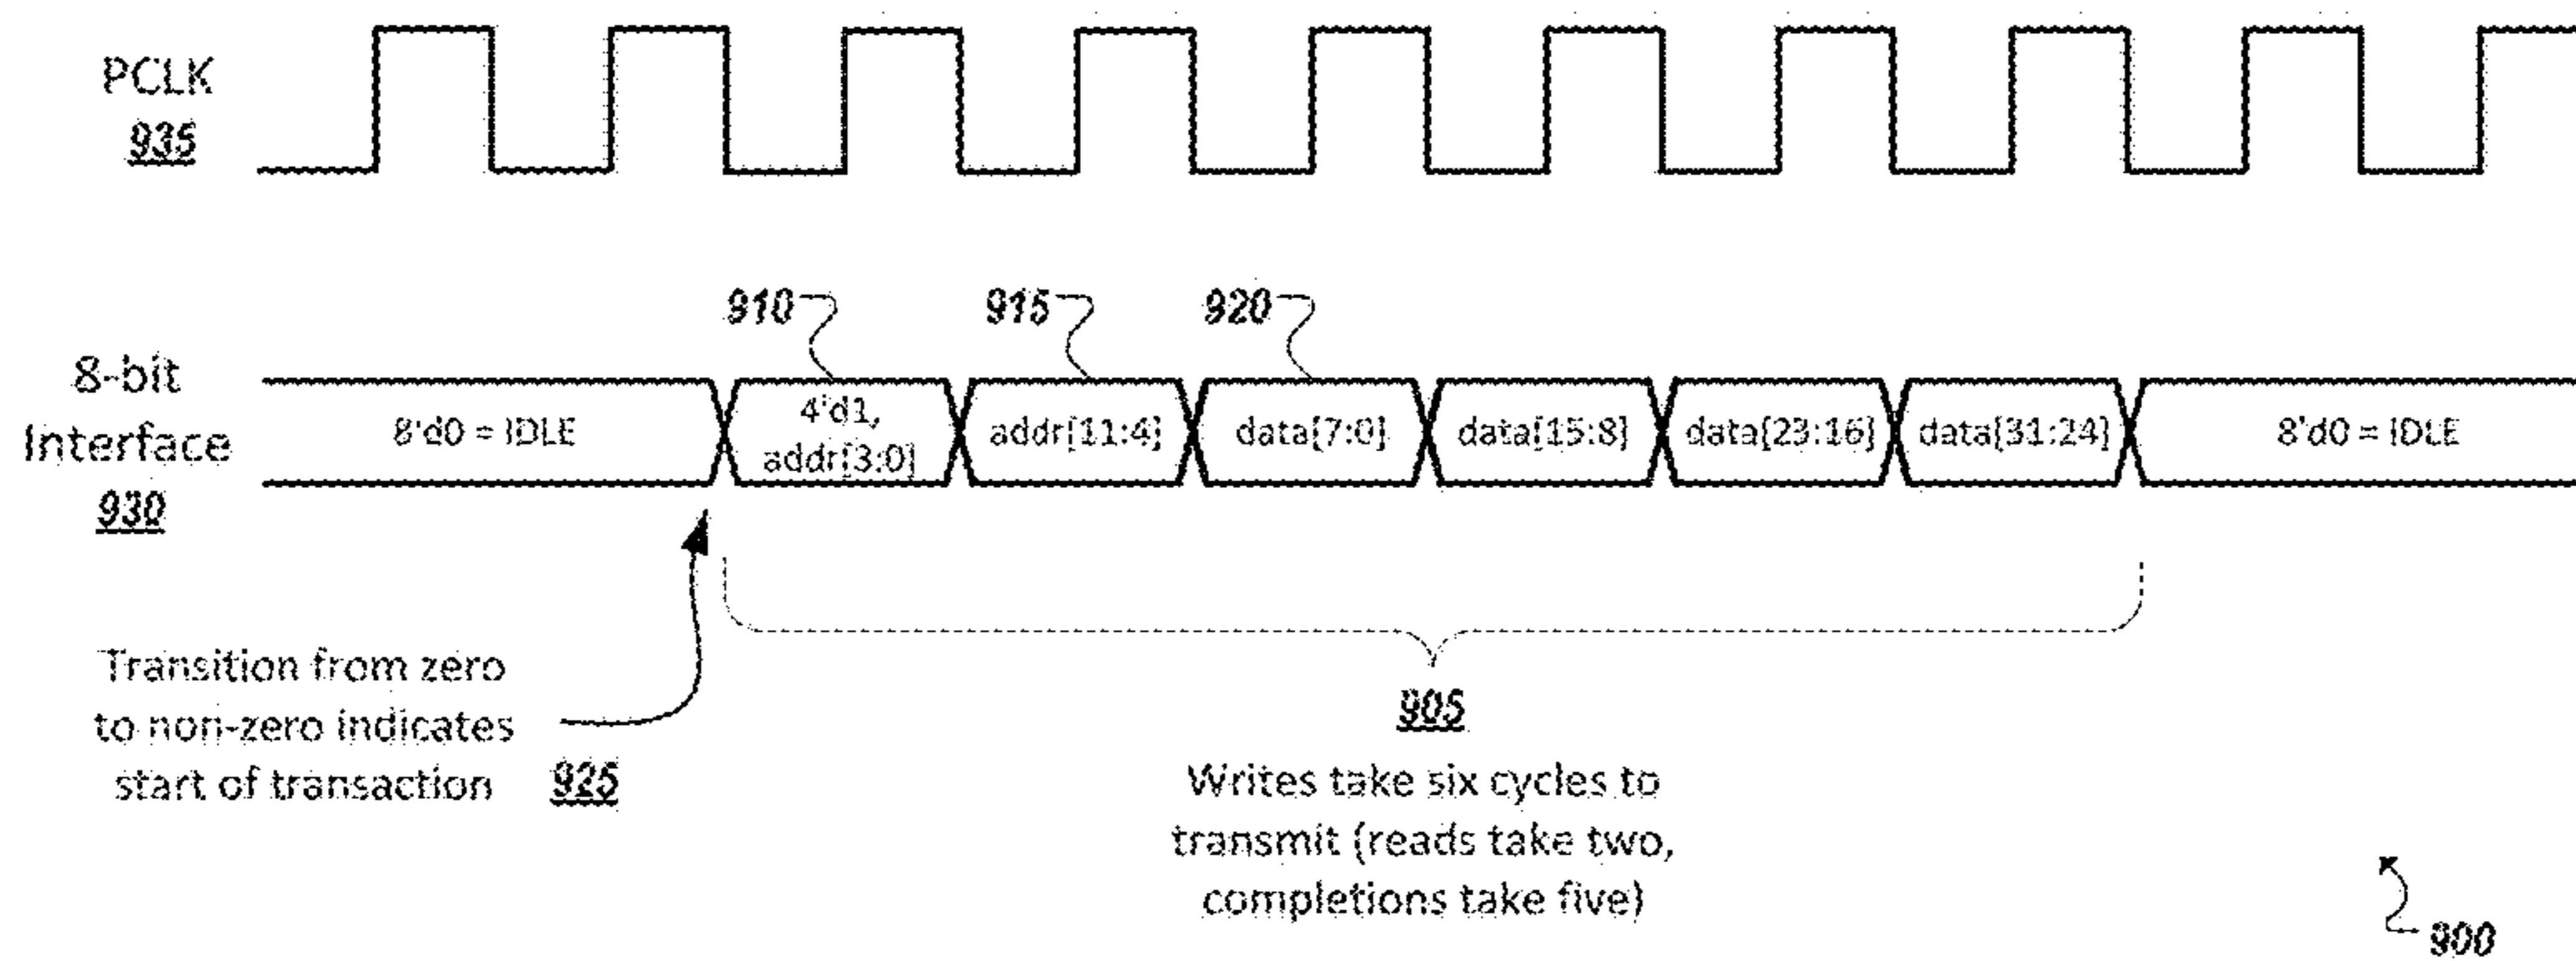 PCLK
935
910
915
920
8-bit
Interface
930
8'd0 = IDLE
4'd1,
addr[3:0]
addr[11:4]
data[7:0]
data[15:8]
data[23:16]
data[31:24]
8'd0 = IDLE
Transition from zero
to non-zero indicates
start of transaction
925
905
Writes take six cycles to
transmit (reads take two,
completions take five)
900